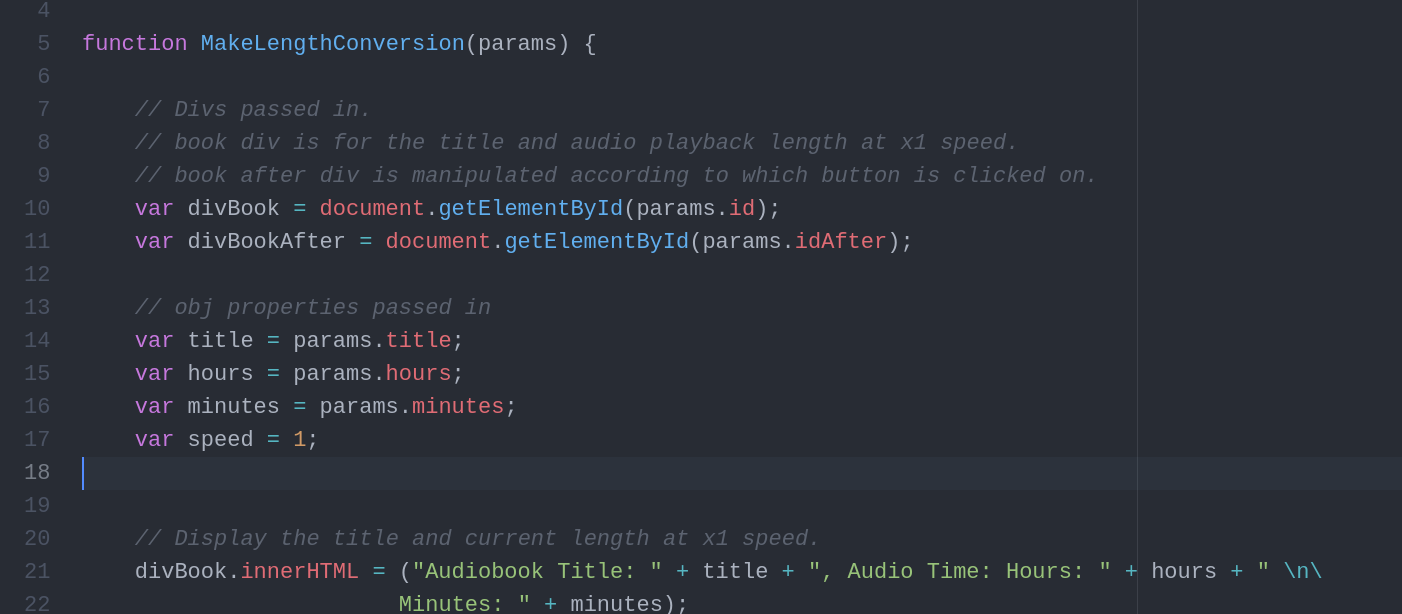 4
5 function MakeLengthConversion(params) {
6
7 // Divs passed in.
8 // book div is for the title and audio playback length at x1 speed.
9 // book after div is manipulated according to which button is clicked on.
10 var divBook = document.getElementById(params.id);
11 var divBookAfter = document.getElementById(params.idAfter);
12
13 // obj properties passed in
14 var title = params.title;
15 var hours = params.hours;
16 var minutes = params.minutes;
17 var speed = 1;
18
19
20 // Display the title and current length at x1 speed.
21 divBook.innerHTML = ("Audiobook Title: " + title + ", Audio Time: Hours: " + hours + " \n\
22 Minutes: " + minutes);